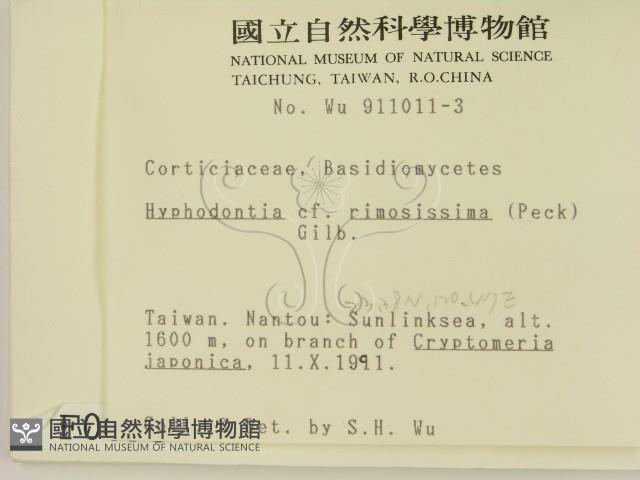 國立自然科學博物館
NATIONAL MUSEUM OF NATURAL SCIENCE
TAICHUNG, TAIWAN, R.O.CHINA
No. Wu 911011-3
Corticiaceae, Basidiomycetes
Hyphodontia cf. rimosissima (Peck)
Gilb.
Taiwan. Nantou: Sunlinksea, alt.
1600 m, on branch of Cryptomeria
japonica, 11.X.1991.
Det. by S.H. Wu
國立自然科學博物館
NATIONAL MUSEUM OF NATURAL SCIENCE